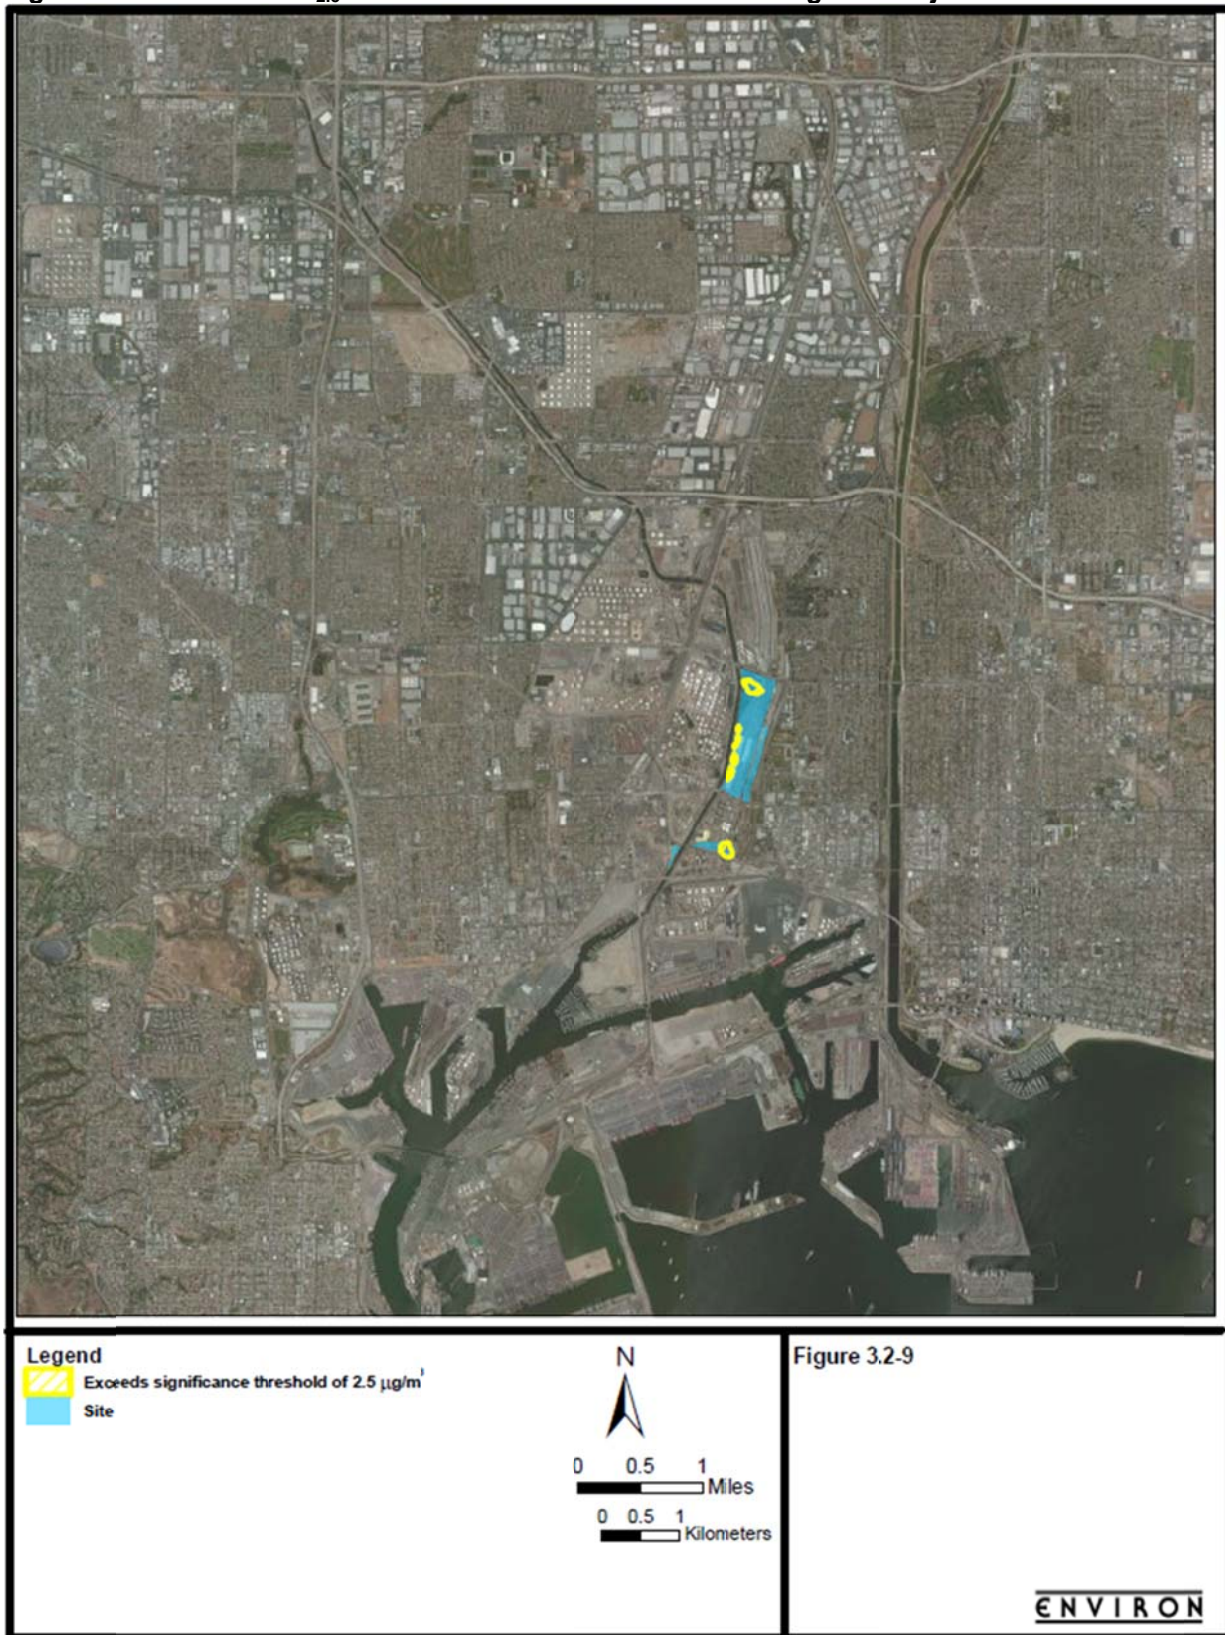 Legend
Exceeds significance threshold of 2.5 µg/m³
Site
N
0 0.5 1
Miles
0 0.5 1
Kilometers
Figure 3.2-9
ENVIRON